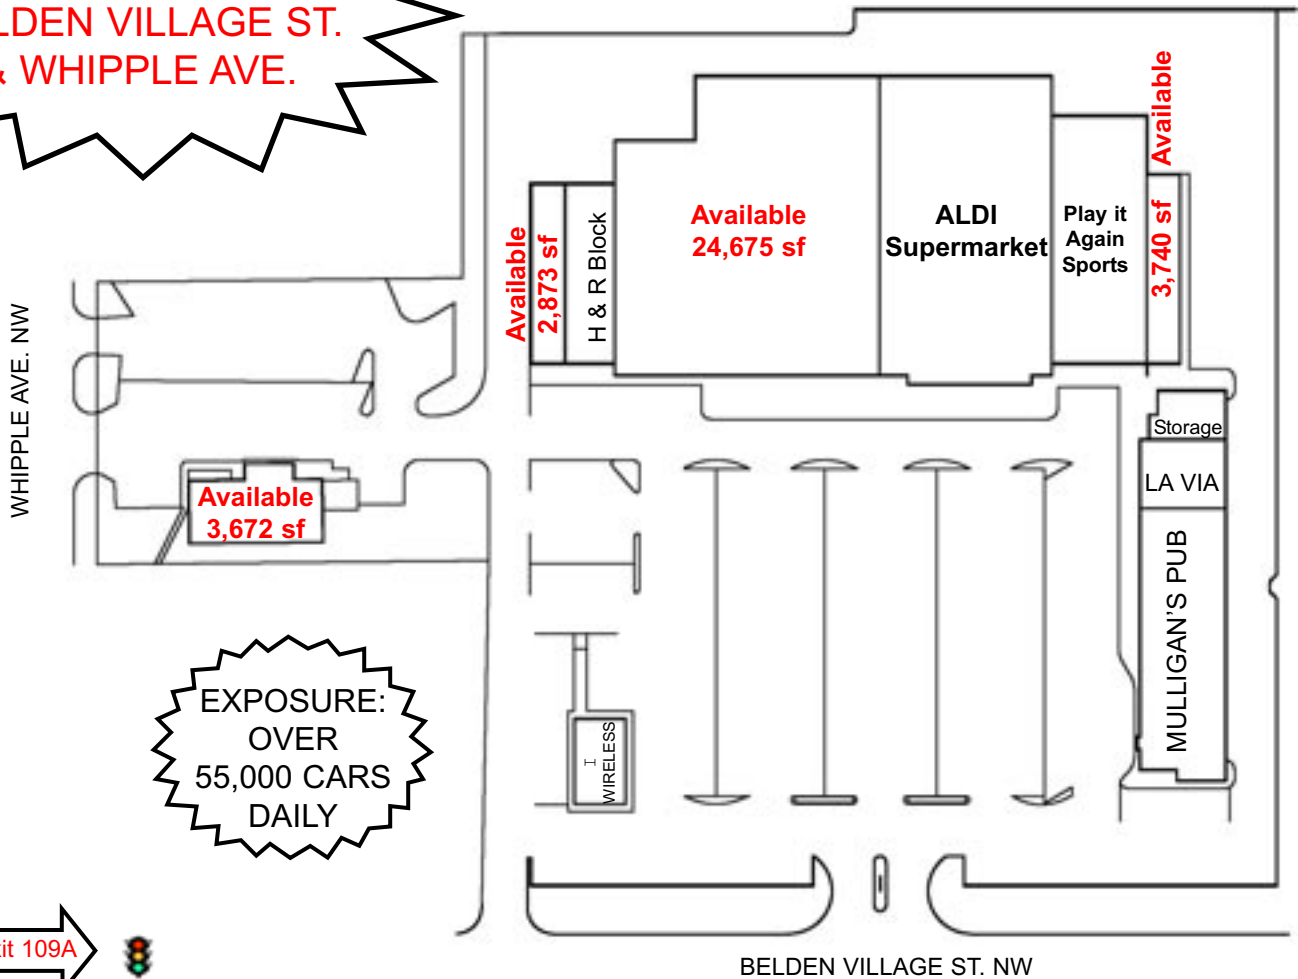 LDEN VILLAGE ST.
& WHIPPLE AVE.
Available
Available
2,873 sf
H & R Block
Available
24,675 sf
ALDI
Supermarket
Play it
Again
Sports
Available
3,740 sf
WHIPPLE AVE. NW
Storage
LA VIA
MULLIGAN'S PUB
Available
3,672 sf
EXPOSURE:
OVER
55,000 CARS
DAILY
I
WIRELESS
it 109A
BELDEN VILLAGE ST. NW